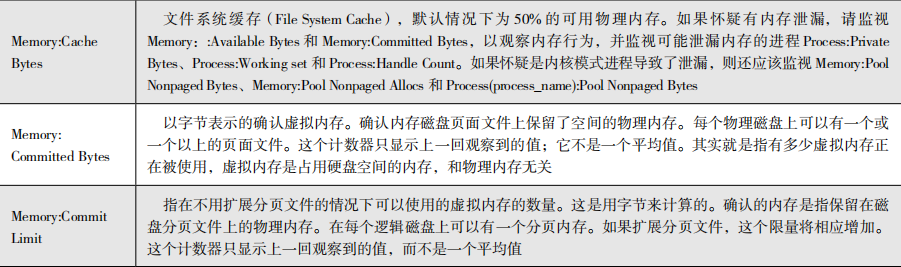 Memory:Cache
Bytes
文件系统缓存（File System Cache），默认情况下为 50% 的可用物理内存。如果怀疑有内存泄漏，请监视
Memory：:Available Bytes 和 Memory:Committed Bytes，以观察内存行为，并监视可能泄漏内存的进程 Process:Private
Bytes、Process:Working set 和 Process:Handle Count。如果怀疑是内核模式进程导致了泄漏，则还应该监视 Memory:Pool
Nonpaged Bytes、Memory:Pool Nonpaged Allocs 和 Process(process_name):Pool Nonpaged Bytes
Memory:
Committed Bytes
以字节表示的确认虚拟内存。确认内存磁盘页面文件上保留了空间的物理内存。每个物理磁盘上可以有一个或
一个以上的页面文件。这个计数器只显示上一回观察到的值；它不是一个平均值。其实就是指有多少虚拟内存正
在被使用，虚拟内存是占用硬盘空间的内存，和物理内存无关
Memory:Commit
Limit
指在不用扩展分页文件的情况下可以使用的虚拟内存的数量。这是用字节来计算的。确认的内存是指保留在磁
盘分页文件上的物理内存。在每个逻辑磁盘上可以有一个分页内存。如果扩展分页文件，这个限量将相应增加。
这个计数器只显示上一回观察到的值，而不是一个平均值